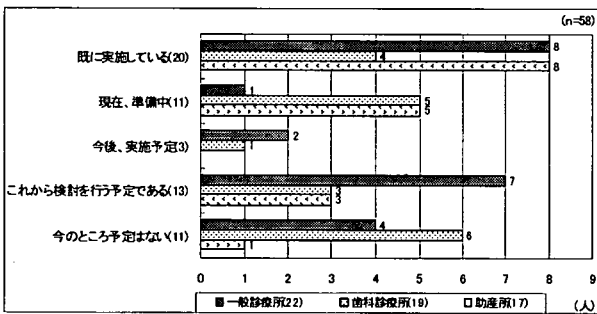 (n=58)
既に実施している(20)
8
4
8
現在、準備中(11)
1
5
5
今後、実施予定(3)
2
1
これから検討を行う予定である(13)
7
3
3
今のところ予定はない(11)
4
6
1
0 1 2 3 4 5 6 7 8 9
一般診療所(22) 歯科診療所(19) 助産所(17) (人)